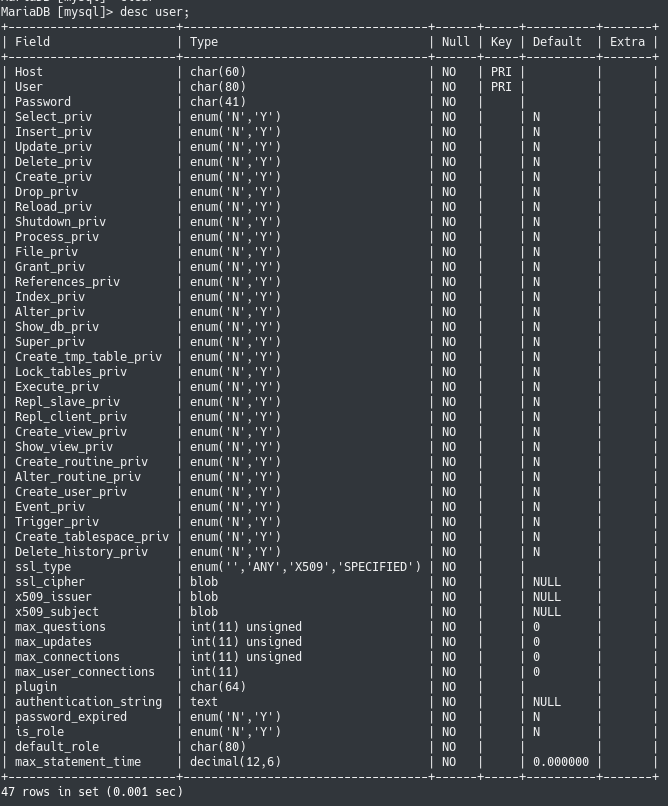 MariaDB [mysql]> desc user;
+------------------------+---------------------------------+------+-----+----------+-------+
| Field                  | Type                              | Null | Key | Default  | Extra |
+------------------------+---------------------------------+------+-----+----------+-------+
| Host                   | char(60)                          | NO   | PRI |          |       |
| User                   | char(80)                          | NO   | PRI |          |       |
| Password               | char(41)                          | NO   |     |          |       |
| Select_priv            | enum('N','Y')                     | NO   |     | N        |       |
| Insert_priv            | enum('N','Y')                     | NO   |     | N        |       |
| Update_priv            | enum('N','Y')                     | NO   |     | N        |       |
| Delete_priv            | enum('N','Y')                     | NO   |     | N        |       |
| Create_priv            | enum('N','Y')                     | NO   |     | N        |       |
| Drop_priv              | enum('N','Y')                     | NO   |     | N        |       |
| Reload_priv            | enum('N','Y')                     | NO   |     | N        |       |
| Shutdown_priv          | enum('N','Y')                     | NO   |     | N        |       |
| Process_priv           | enum('N','Y')                     | NO   |     | N        |       |
| File_priv              | enum('N','Y')                     | NO   |     | N        |       |
| Grant_priv             | enum('N','Y')                     | NO   |     | N        |       |
| References_priv        | enum('N','Y')                     | NO   |     | N        |       |
| Index_priv             | enum('N','Y')                     | NO   |     | N        |       |
| Alter_priv             | enum('N','Y')                     | NO   |     | N        |       |
| Show_db_priv           | enum('N','Y')                     | NO   |     | N        |       |
| Super_priv             | enum('N','Y')                     | NO   |     | N        |       |
| Create_tmp_table_priv  | enum('N','Y')                     | NO   |     | N        |       |
| Lock_tables_priv       | enum('N','Y')                     | NO   |     | N        |       |
| Execute_priv           | enum('N','Y')                     | NO   |     | N        |       |
| Repl_slave_priv        | enum('N','Y')                     | NO   |     | N        |       |
| Repl_client_priv       | enum('N','Y')                     | NO   |     | N        |       |
| Create_view_priv       | enum('N','Y')                     | NO   |     | N        |       |
| Show_view_priv         | enum('N','Y')                     | NO   |     | N        |       |
| Create_routine_priv    | enum('N','Y')                     | NO   |     | N        |       |
| Alter_routine_priv     | enum('N','Y')                     | NO   |     | N        |       |
| Create_user_priv       | enum('N','Y')                     | NO   |     | N        |       |
| Event_priv             | enum('N','Y')                     | NO   |     | N        |       |
| Trigger_priv           | enum('N','Y')                     | NO   |     | N        |       |
| Create_tablespace_priv | enum('N','Y')                     | NO   |     | N        |       |
| Delete_history_priv    | enum('N','Y')                     | NO   |     | N        |       |
| ssl_type               | enum('','ANY','X509','SPECIFIED') | NO   |     |          |       |
| ssl_cipher             | blob                              | NO   |     | NULL     |       |
| x509_issuer            | blob                              | NO   |     | NULL     |       |
| x509_subject           | blob                              | NO   |     | NULL     |       |
| max_questions          | int(11) unsigned                  | NO   |     | 0        |       |
| max_updates            | int(11) unsigned                  | NO   |     | 0        |       |
| max_connections        | int(11) unsigned                  | NO   |     | 0        |       |
| max_user_connections   | int(11)                           | NO   |     | 0        |       |
| plugin                 | char(64)                          | NO   |     |          |       |
| authentication_string  | text                              | NO   |     | NULL     |       |
| password_expired       | enum('N','Y')                     | NO   |     | N        |       |
| is_role                | enum('N','Y')                     | NO   |     | N        |       |
| default_role           | char(80)                          | NO   |     |          |       |
| max_statement_time     | decimal(12,6)                     | NO   |     | 0.000000 |       |
+------------------------+---------------------------------+------+-----+----------+-------+
47 rows in set (0.001 sec)